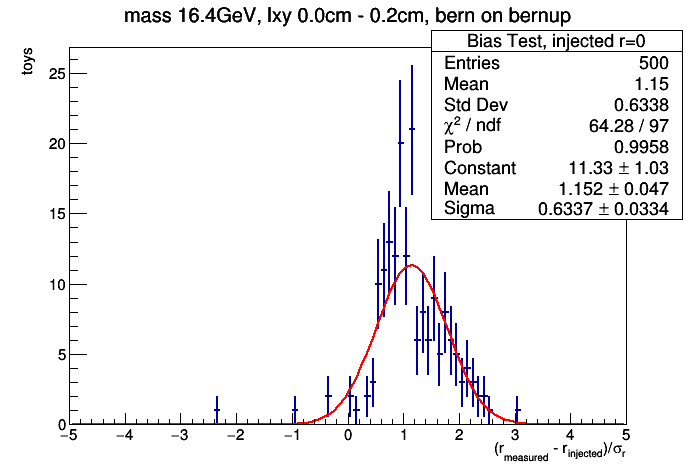 mass 16.4GeV, lxy 0.0cm - 0.2cm, bern on bernup
Bias Test, injected r=0
Entries 500
Mean 1.15
Std Dev 0.6338
χ² / ndf 64.28 / 97
Prob 0.9958
Constant 11.33 ± 1.03
Mean 1.152 ± 0.047
Sigma 0.6337 ± 0.0334
toys
25
20
15
10
5
0
−5 −4 −3 −2 −1 0 1 2 3 4 5
(r_measured - r_injected)/σ_r